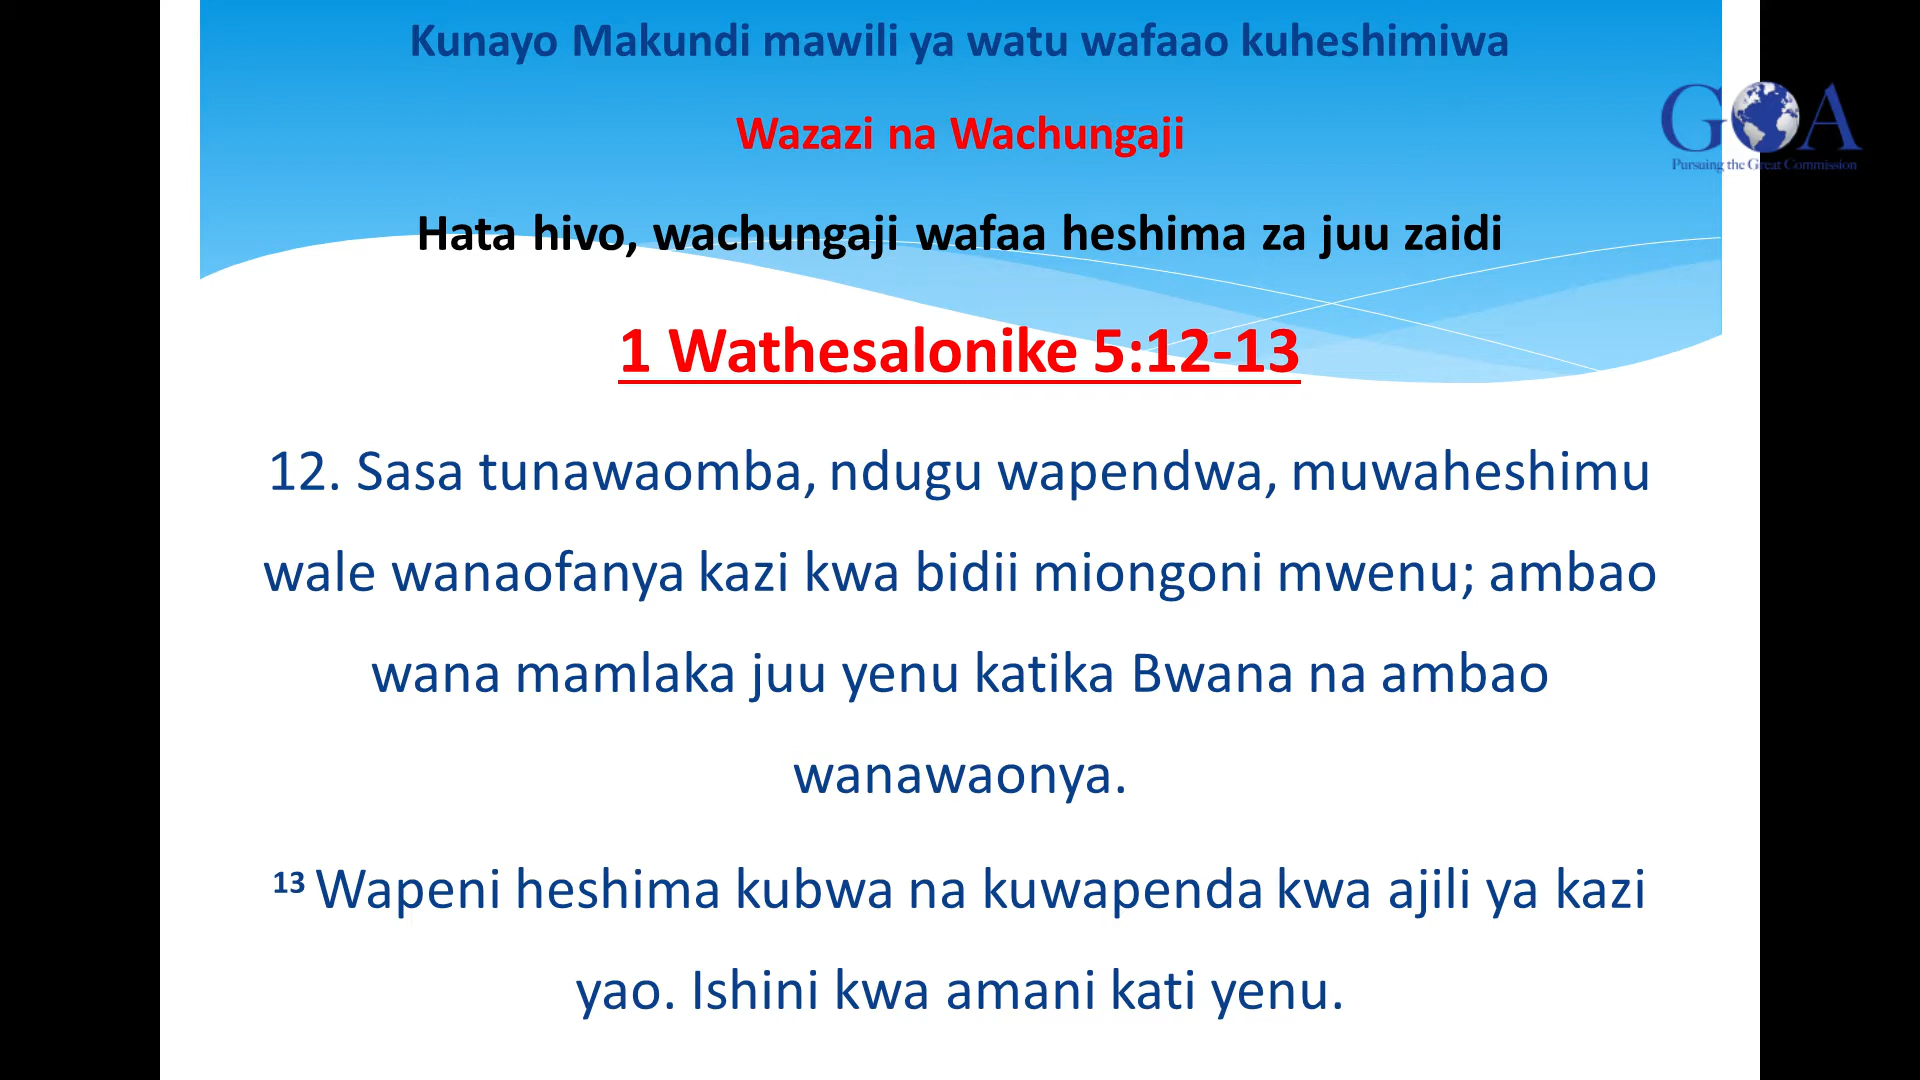 Kunayo Makundi mawili ya watu wafaao kuheshimiwa
Wazazi na Wachungaji
GOA
Pursuing the Great Commission
Hata hivo, wachungaji wafaa heshima za juu zaidi
1 Wathesalonike 5:12-13
12. Sasa tunawaomba, ndugu wapendwa, muwaheshimu
wale wanaofanya kazi kwa bidii miongoni mwenu; ambao
wana mamlaka juu yenu katika Bwana na ambao
wanawaonya.
13 Wapeni heshima kubwa na kuwapenda kwa ajili ya kazi
yao. Ishini kwa amani kati yenu.